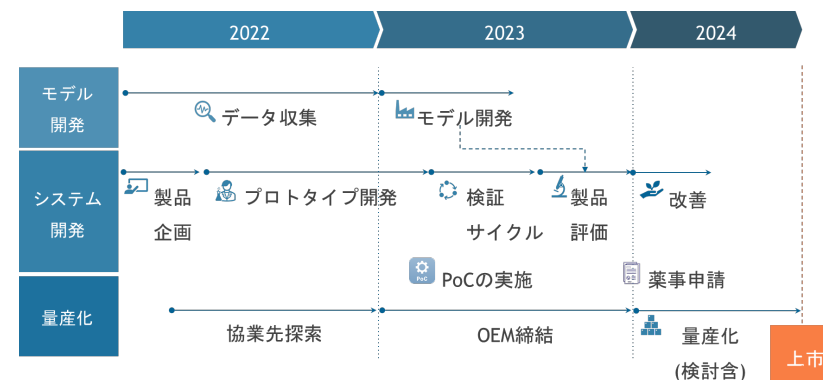 2022
2023
2024
モデル
開発
データ収集
モデル開発
システム
開発
製品
企画
プロトタイプ開発
検証
サイクル
製品
評価
改善
PoC
PoCの実施
薬事申請
量産化
協業先探索
OEM締結
量産化
(検討含)
上市